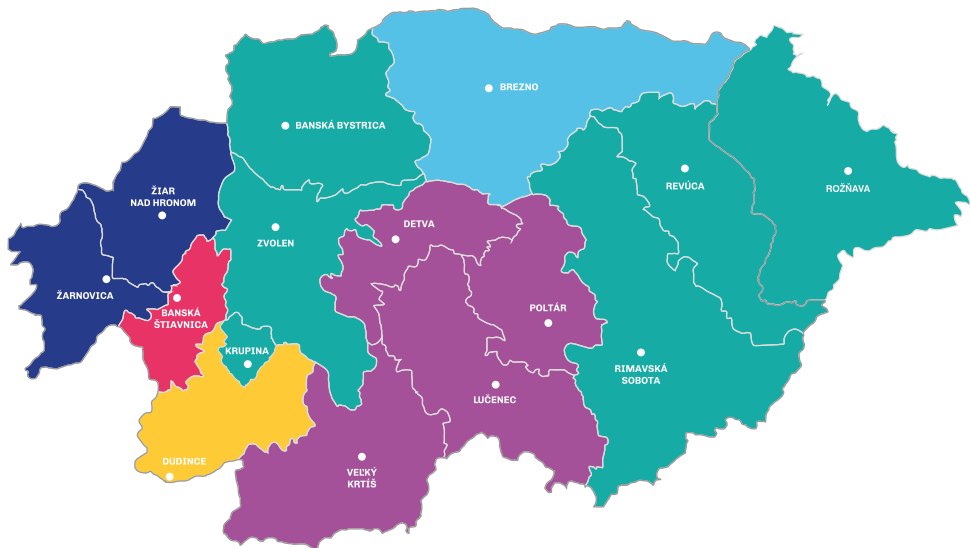 BREZNO
BANSKÁ BYSTRICA
REVÚCA
ROŽŇAVA
ŽIAR
NAD HRONOM
DETVA
ZVOLEN
ŽARNOVICA
BANSKÁ
ŠTIAVNICA
POLTÁR
KRUPINA
RIMAVSKÁ
SOBOTA
LUČENEC
DUDINCE
VEĽKÝ
KRTÍŠ